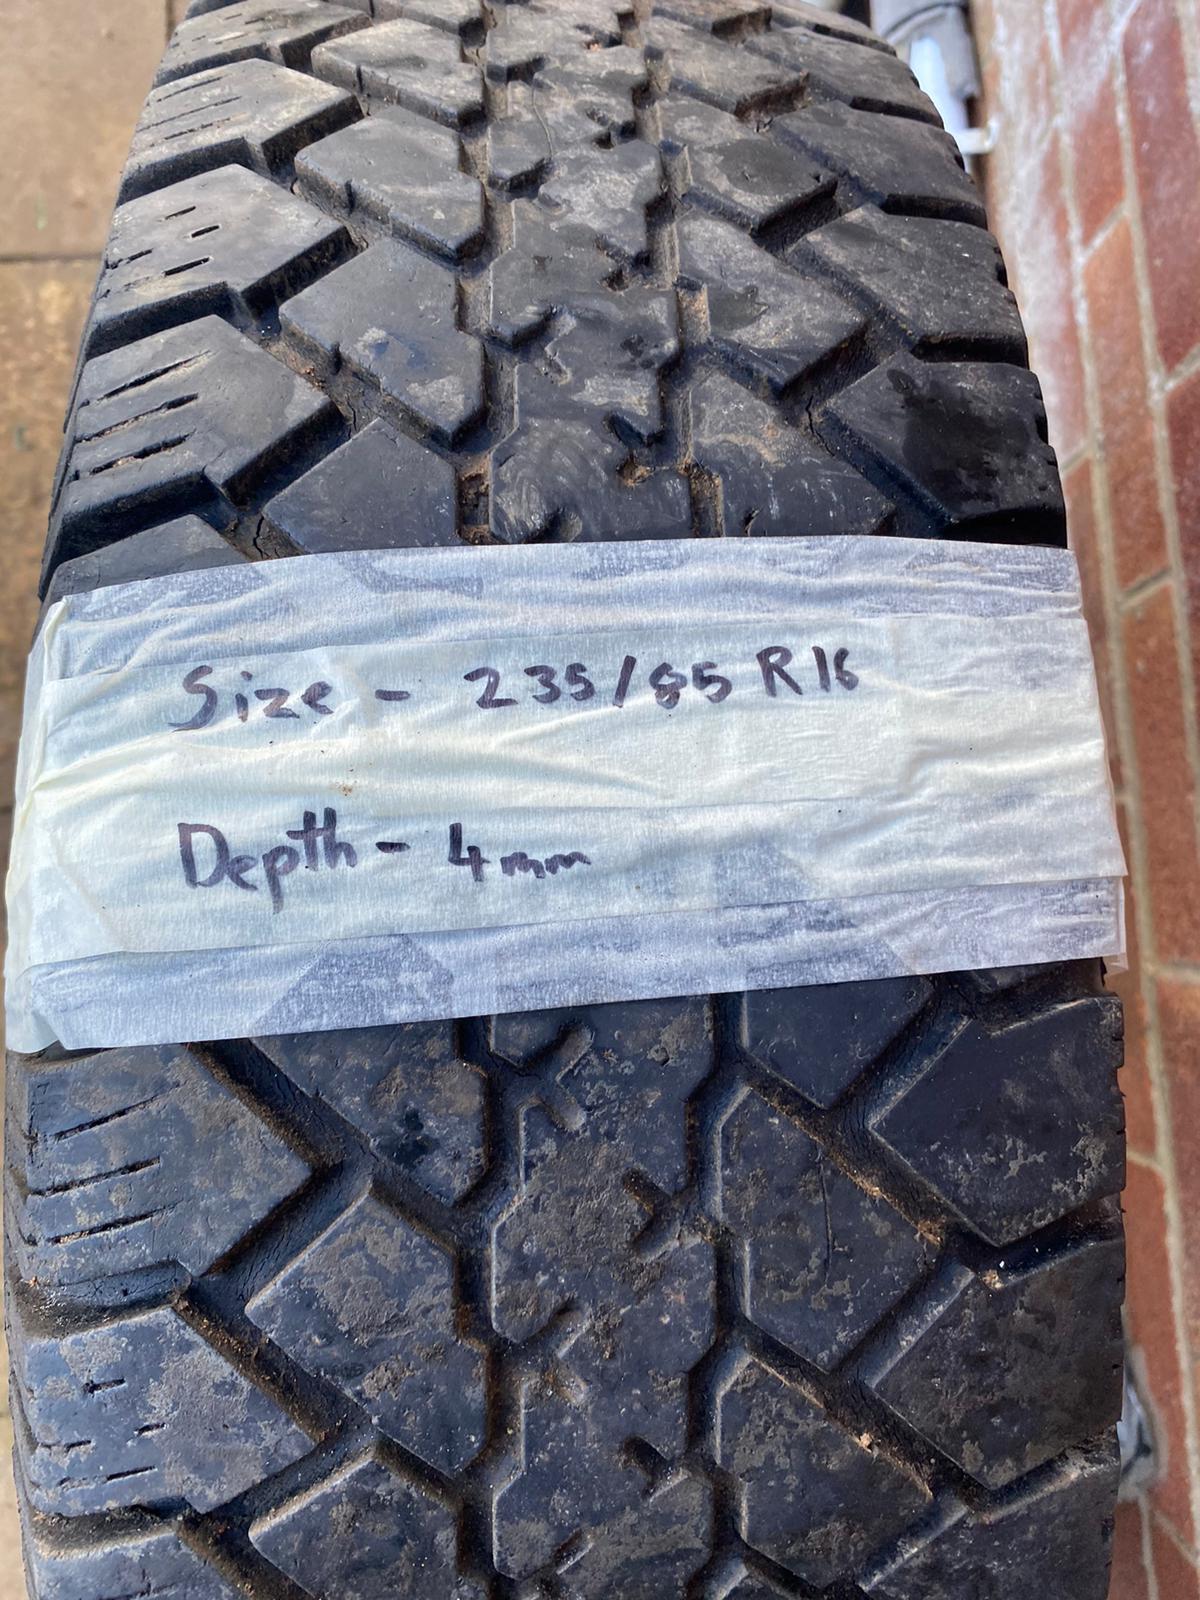 Size - 235/85 R16
Depth - 4mm